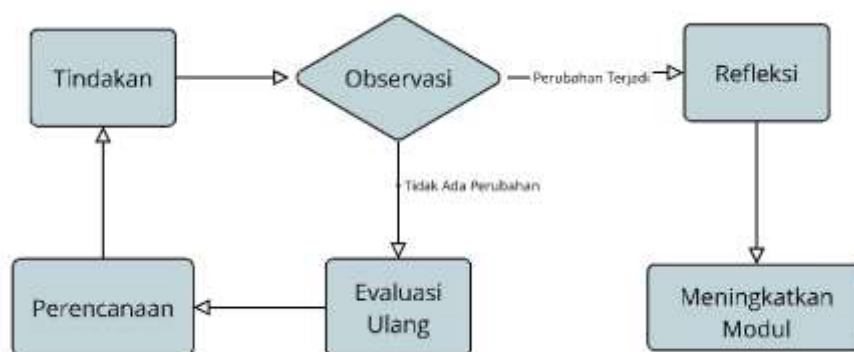 Tindakan
Observasi
Perubahan Terjadi
Refleksi
Tidak Ada Perubahan
Perencanaan
Evaluasi
Ulang
Meningkatkan
Modul